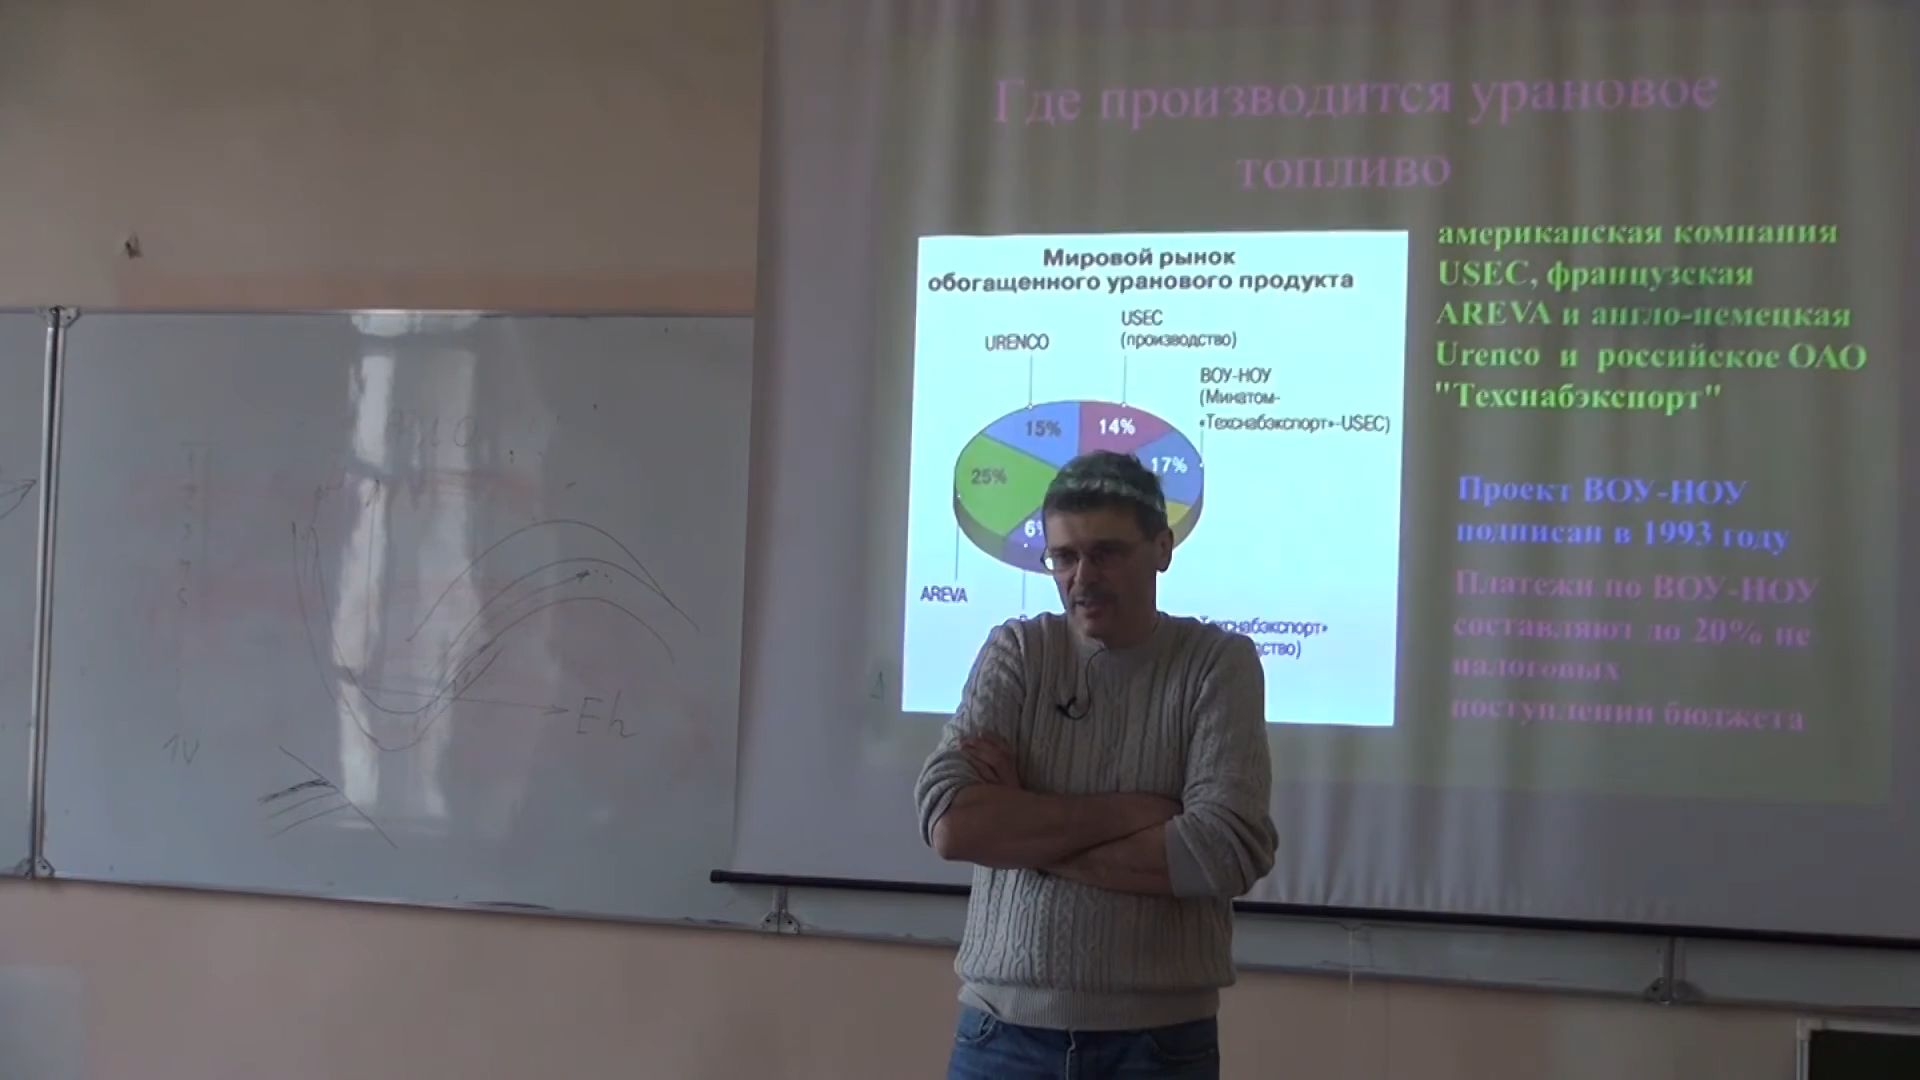 Где производится урановое
топливо
Мировой рынок
обогащенного уранового продукта
URENCO
USEC
(производство)
ВОУ-НОУ
(Минатом-
«Техснабэкспорт»-USEC)
15%
14%
17%
25%
6%
AREVA
Техснабэкспорт»
американская компания
USEC, французская
AREVA и англо-немецкая
Urenco и российское ОАО
"Техснабэкспорт"
Проект ВОУ-НОУ
подписан в 1993 году
Платежи по ВОУ-НОУ
составляют до 20% не
налоговых
поступлений бюджета
Eh